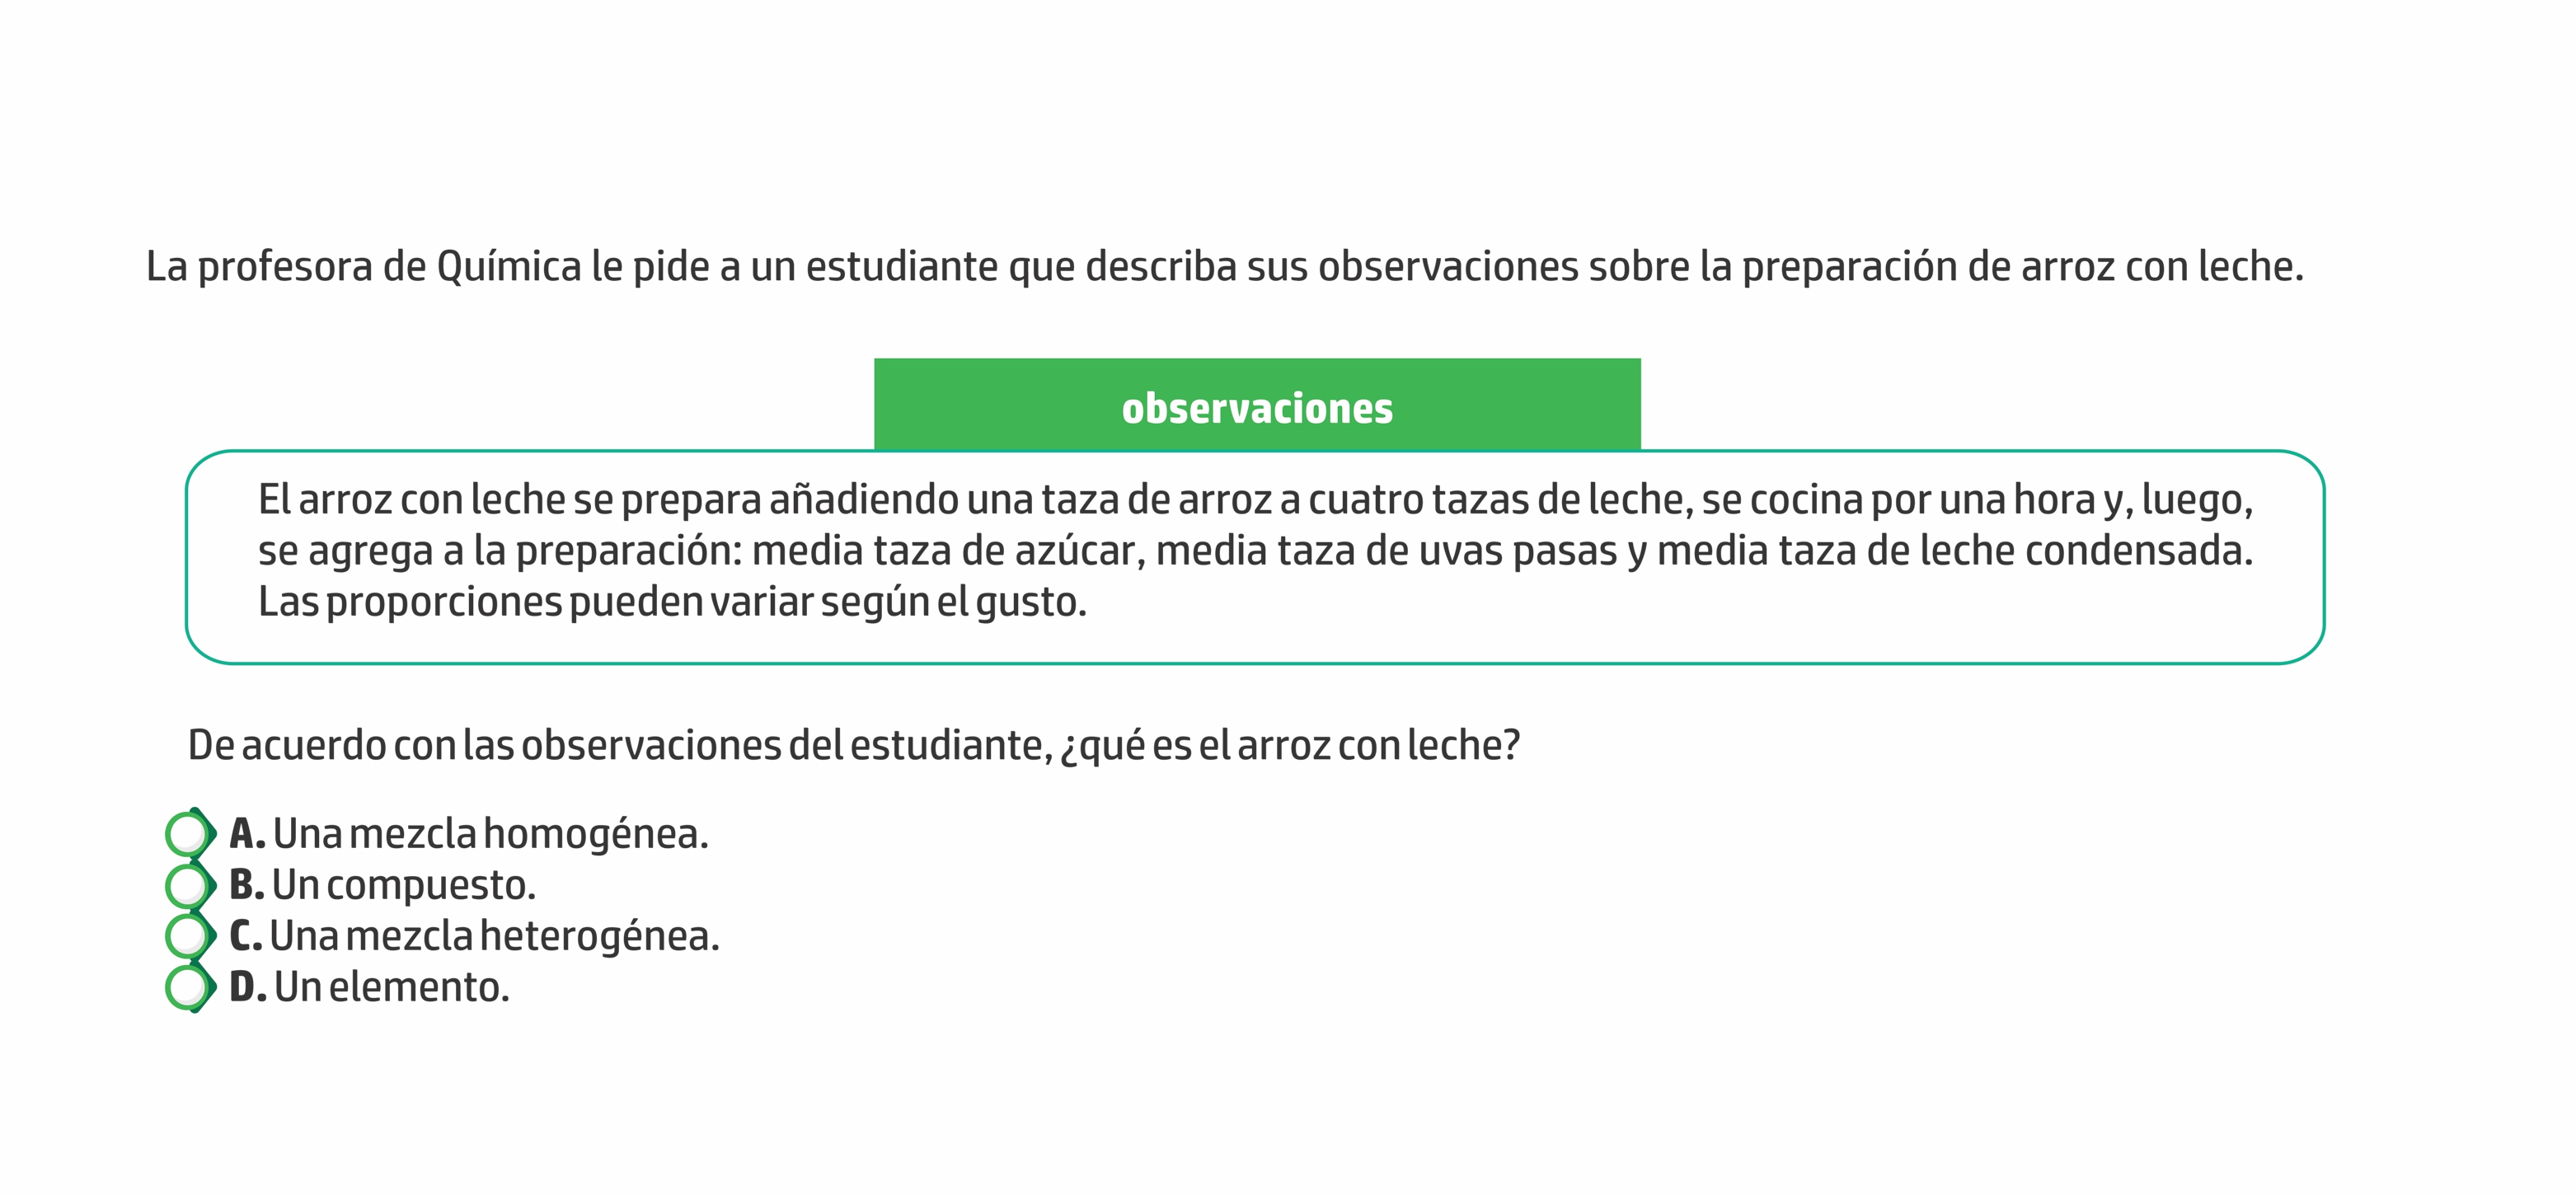 La profesora de Química le pide a un estudiante que describa sus observaciones sobre la preparación de arroz con leche.
observaciones
El arroz con leche se prepara añadiendo una taza de arroz a cuatro tazas de leche, se cocina por una hora y, luego,
se agrega a la preparación: media taza de azúcar, media taza de uvas pasas y media taza de leche condensada.
Las proporciones pueden variar según el gusto.
De acuerdo con las observaciones del estudiante, ¿qué es el arroz con leche?
A. Una mezcla homogénea.
B. Un compuesto.
C. Una mezcla heterogénea.
D. Un elemento.